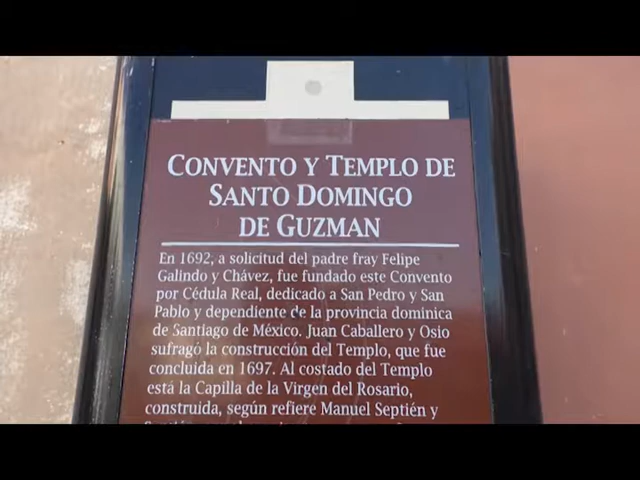 CONVENTO Y TEMPLO DE
SANTO DOMINGO
DE GUZMAN
En 1692, a solicitud del padre fray Felipe
Galindo y Chávez, fue fundado este Convento
por Cédula Real, dedicado a San Pedro y San
Pablo y dependiente de la provincia dominica
de Santiago de México. Juan Caballero y Osio
sufragó la construcción del Templo, que fue
concluida en 1697. Al costado del Templo
está la Capilla de la Virgen del Rosario,
construida, según refiere Manuel Septién y